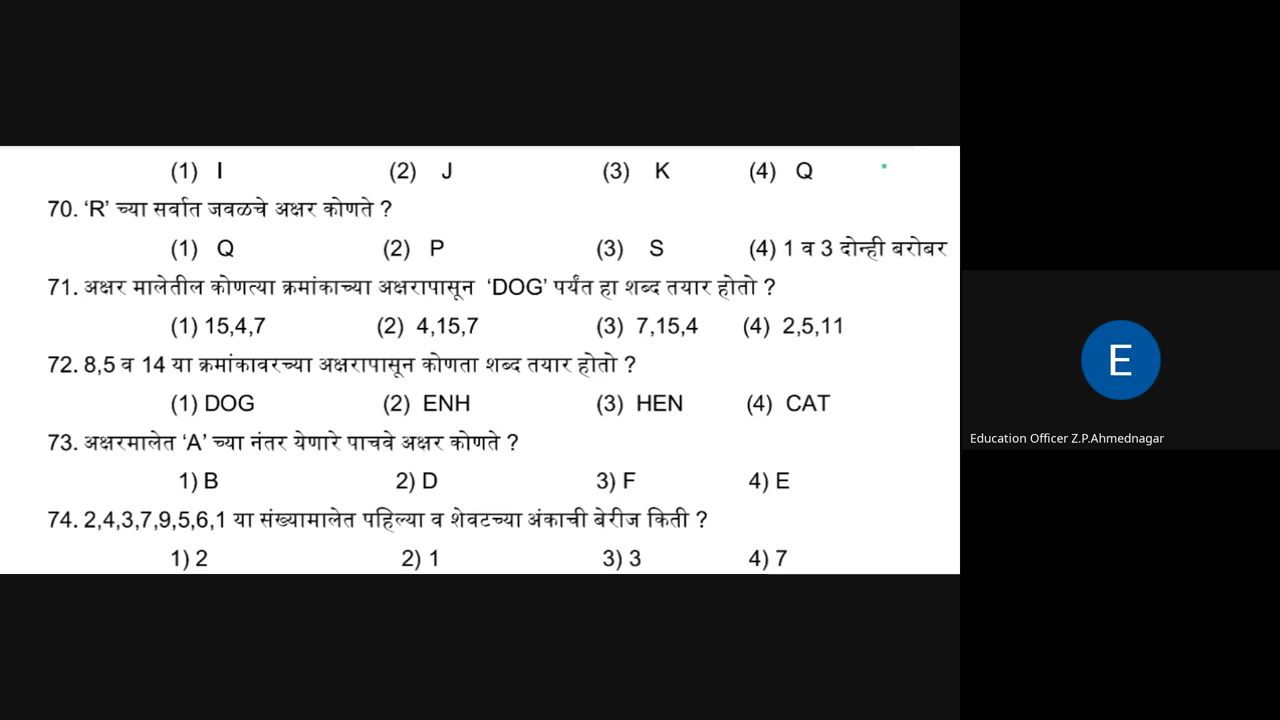 (1) I (2) J (3) K (4) Q
70. ‘R’ च्या सर्वात जवळचे अक्षर कोणते ?
(1) Q (2) P (3) S (4) 1 व 3 दोन्ही बरोबर
71. अक्षर मालेतील कोणत्या क्रमांकाच्या अक्षरापासून ‘DOG’ पर्यंत हा शब्द तयार होतो ?
(1) 15,4,7 (2) 4,15,7 (3) 7,15,4 (4) 2,5,11
72. 8,5 व 14 या क्रमांकावरच्या अक्षरापासून कोणता शब्द तयार होतो ?
(1) DOG (2) ENH (3) HEN (4) CAT
73. अक्षरमालेत ‘A’ च्या नंतर येणारे पाचवे अक्षर कोणते ?
1) B 2) D 3) F 4) E
74. 2,4,3,7,9,5,6,1 या संख्यामालेत पहिल्या व शेवटच्या अंकाची बेरीज किती ?
1) 2 2) 1 3) 3 4) 7
E
Education Officer Z.P.Ahmednagar